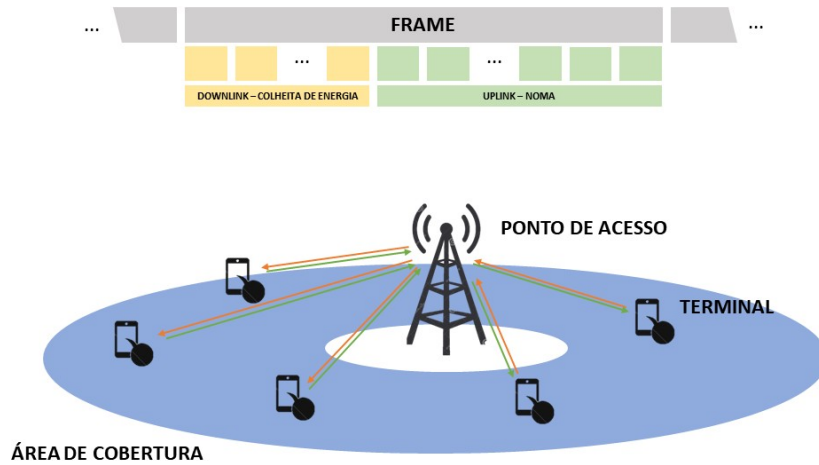 ... FRAME ...
...
...
DOWNLINK – COLHEITA DE ENERGIA
UPLINK – NOMA
PONTO DE ACESSO
TERMINAL
ÁREA DE COBERTURA